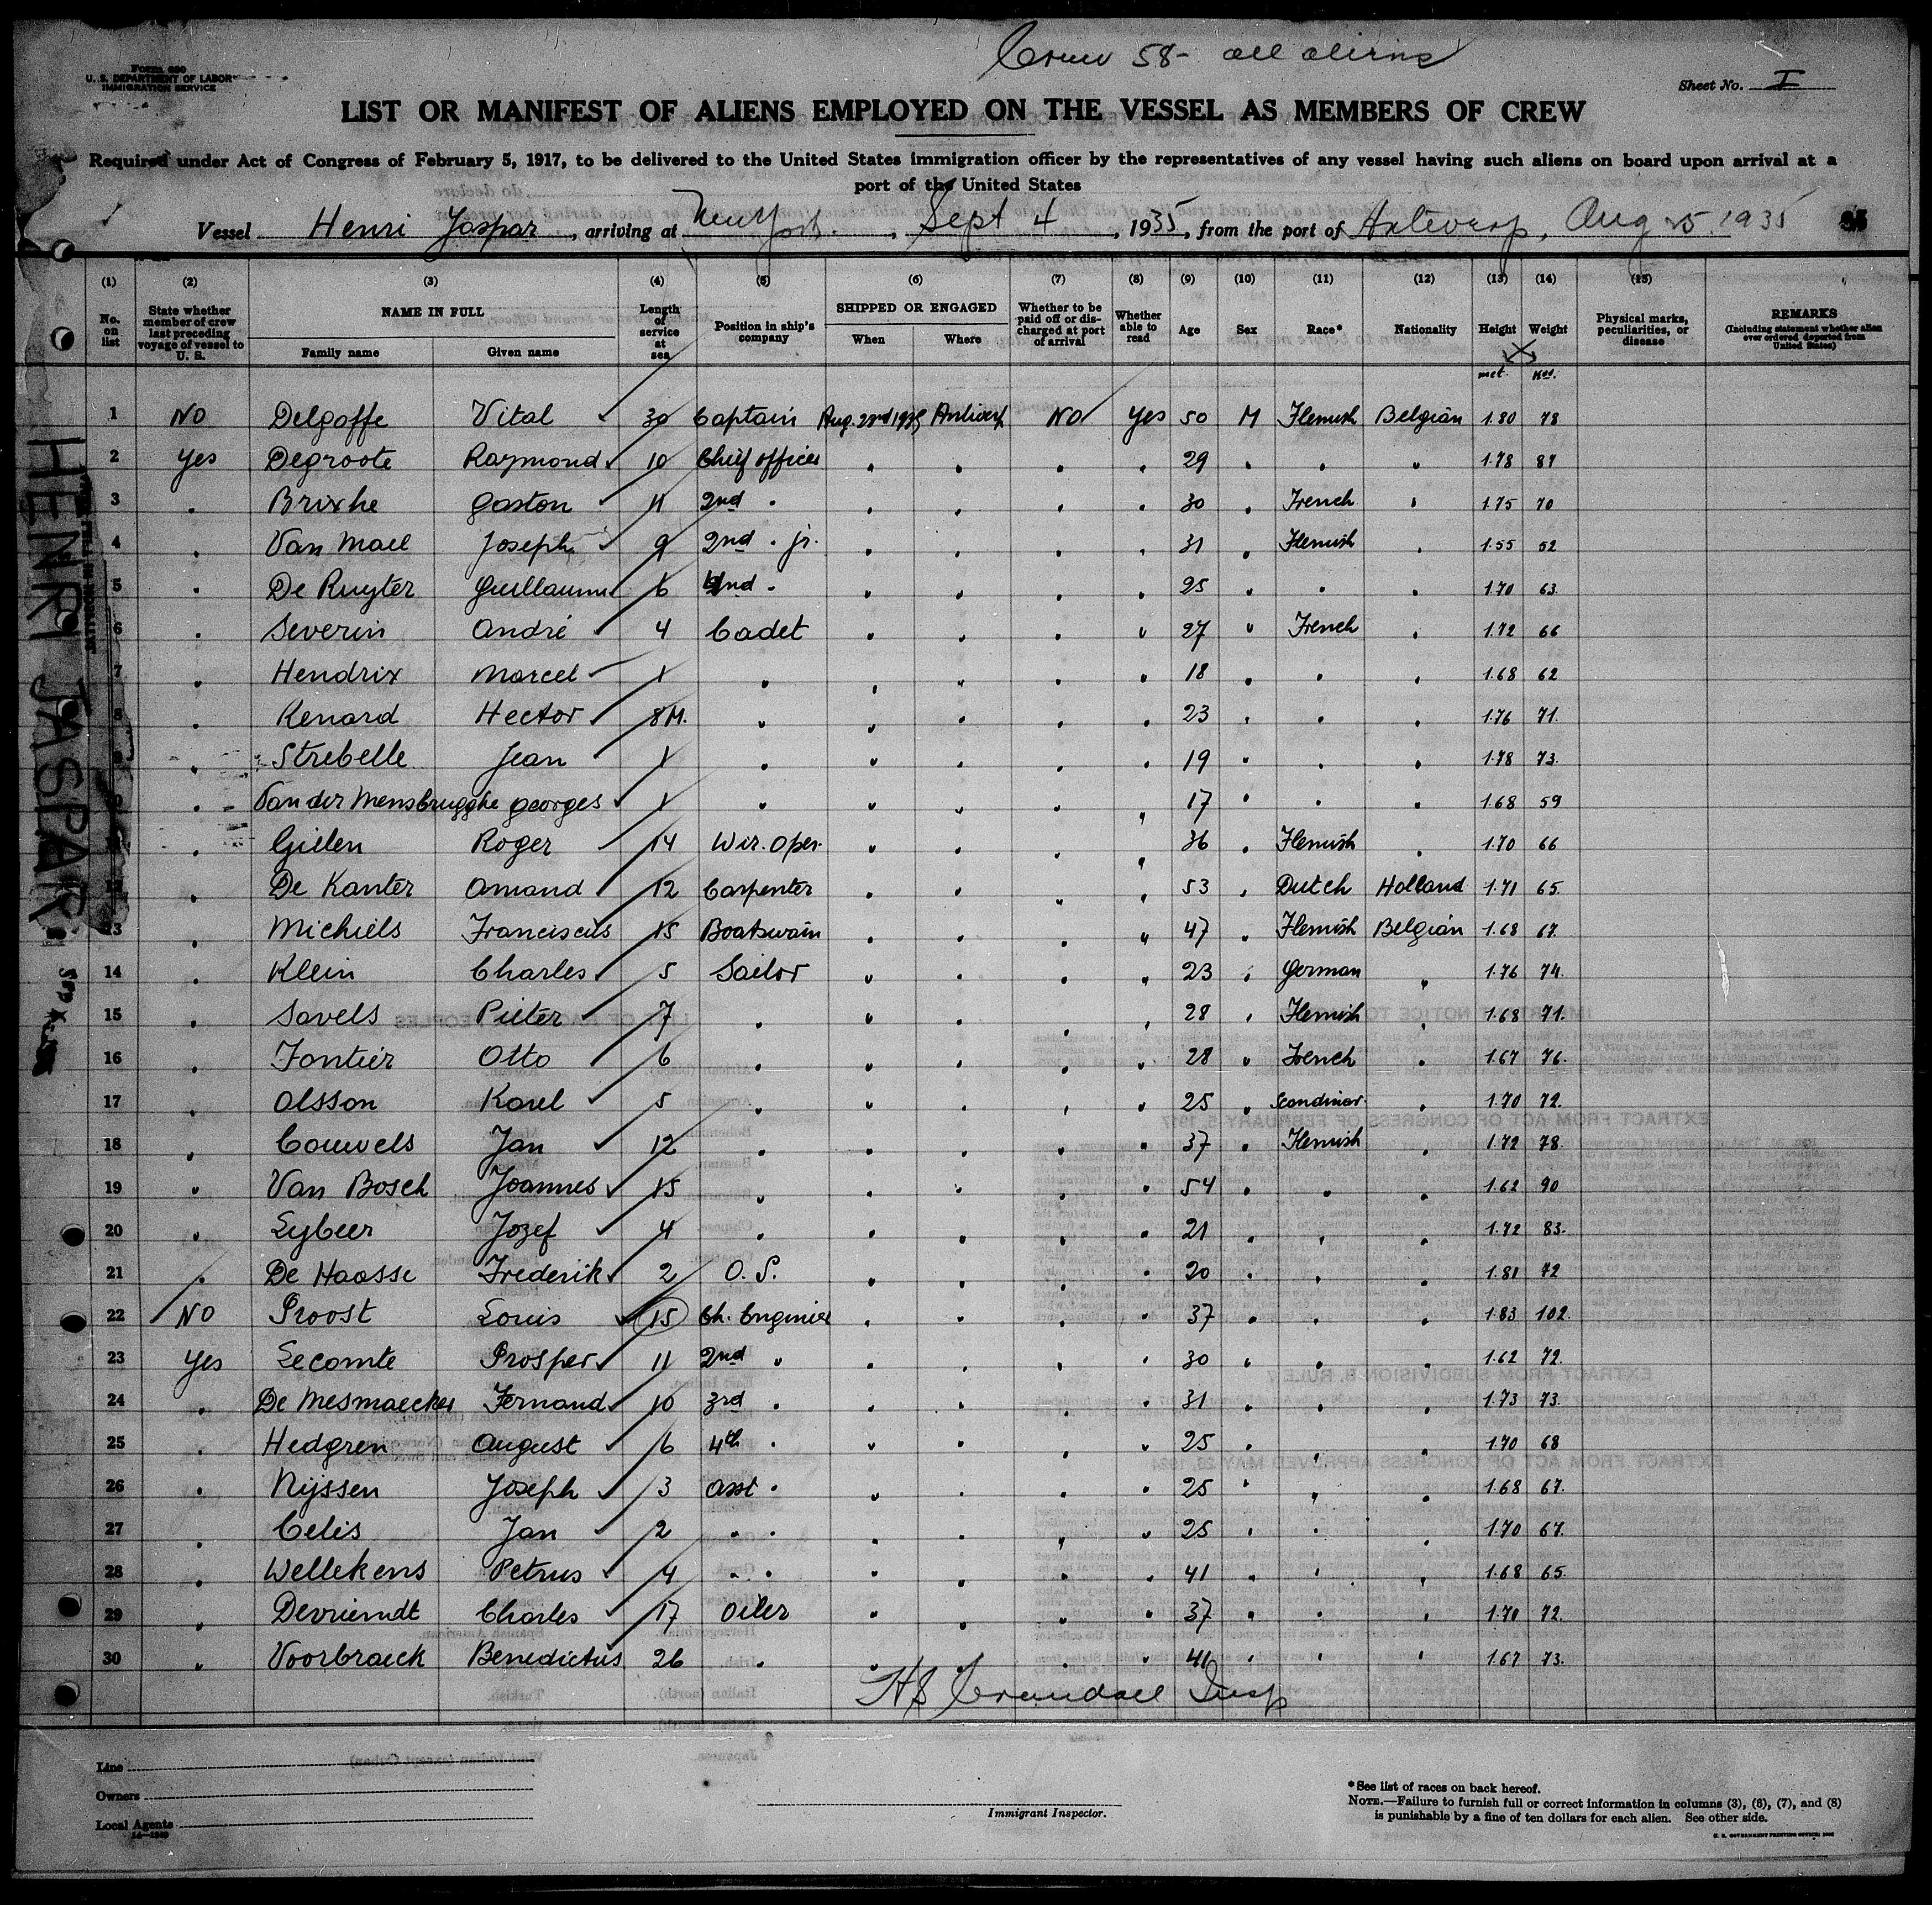 Crew 58- all aliens
Form 680
U. S. DEPARTMENT OF LABOR
IMMIGRATION SERVICE
Sheet No. I
LIST OR MANIFEST OF ALIENS EMPLOYED ON THE VESSEL AS MEMBERS OF CREW
Required under Act of Congress of February 5, 1917, to be delivered to the United States immigration officer by the representatives of any vessel having such aliens on board upon arrival at a
port of the United States
Vessel Henri Jaspar, arriving at New York, Sept 4, 1935, from the port of Antwerp, Aug 25. 1935
(1) (2) (3) (4) (5) (6) (7) (8) (9) (10) (11) (12) (13) (14) (15)
No. on list | State whether member of crew last preceding voyage of vessel to U. S. | NAME IN FULL Family name Given name | Length of service at sea | Position in ship's company | SHIPPED OR ENGAGED When Where | Whether to be paid off or discharged at port of arrival | Whether able to read | Age | Sex | Race* | Nationality | Height | Weight | Physical marks, peculiarities, or disease | REMARKS (Including statement whether alien ever ordered deported from United States)
met. Kos.
1 NO Delgoffe Vital 30 Captain Aug. 22nd 1935 Antwerp NO Yes 50 M Flemish Belgian 1.80 78
2 Yes Degroote Raymond 10 Chief officer " " " " 29 " " " 1.78 87
3 " Brixhe Gaston 11 2nd " " " " " 30 " French " 1.75 70
4 " Van Mael Joseph 9 2nd " jr. " " " " 31 " Flemish " 1.55 52
5 " De Ruyter Guillaume 6 2nd " " " " " 25 " " " 1.70 63
6 " Severin André 4 Cadet " " " " 27 " French " 1.72 66
7 " Hendrix Marcel 1 " " " " " 18 " " " 1.68 62
8 " Renard Hector 8M. " " " " " 23 " " " 1.76 71.
9 " Strebelle Jean 1 " " " " " 19 " " " 1.78 73.
" Van der Mensbrugghe Georges 1 " " " " " 17 " " " 1.68 59
" Gillen Roger 14 Wir. Oper. " " " " 36 " Flemish " 1.70 66
" De Kanter Amand 12 Carpenter " " " " 53 " Dutch Holland 1.71 65.
13 " Michiels Franciscus 15 Boatswain " " " " 47 " Flemish Belgian 1.68 67.
14 " Klein Charles 5 Sailor " " " " 23 " German " 1.76 74.
15 " Savels Pieter 7 " " " " " 28 " Flemish " 1.68 71.
16 " Fontier Otto 6 " " " " " 28 " French " 1.67 76.
17 " Olsson Karel 5 " " " " " 25 " Scandinav. " 1.70 72.
18 " Couwels Jan 12 " " " " " 37 " Flemish " 1.72 78.
19 " Van Bosch Joannes 15 " " " " " 54 " " " 1.62 90
20 " Lybeer Jozef 4 " " " " " 21 " " " 1.72 83.
21 " De Haasse Frederik 2 O. S. " " " " 20 " " " 1.81 72
22 NO Proost Louis 15 Ch. Engineer " " " " 37 " " " 1.83 102.
23 Yes Lecomte Prosper 11 2nd " " " " " 30 " " " 1.62 72.
24 " De Mesmaecker Fernand 10 3rd " " " " " 31 " " " 1.73 73.
25 " Hedgren August 6 4th " " " " " 25 " " " 1.70 68
26 " Nijssen Joseph 3 Asst " " " " " 25 " " " 1.68 67.
27 " Celis Jan 2 " " " " " " 25 " " " 1.70 67.
28 " Wellekens Petrus 4 " " " " " " 41 " " " 1.68 65.
29 " Devriendt Charles 17 Oiler " " " " 37 " " " 1.70 72.
30 " Voorbraeck Benedictus 26 " " " " " 41 " " " 1.67 73.
HS Crandall Insp
HENRI JASPAR
Line
Owners
Local Agents
Immigrant Inspector.
*See list of races on back hereof.
NOTE.—Failure to furnish full or correct information in columns (3), (6), (7), and (8)
is punishable by a fine of ten dollars for each alien. See other side.